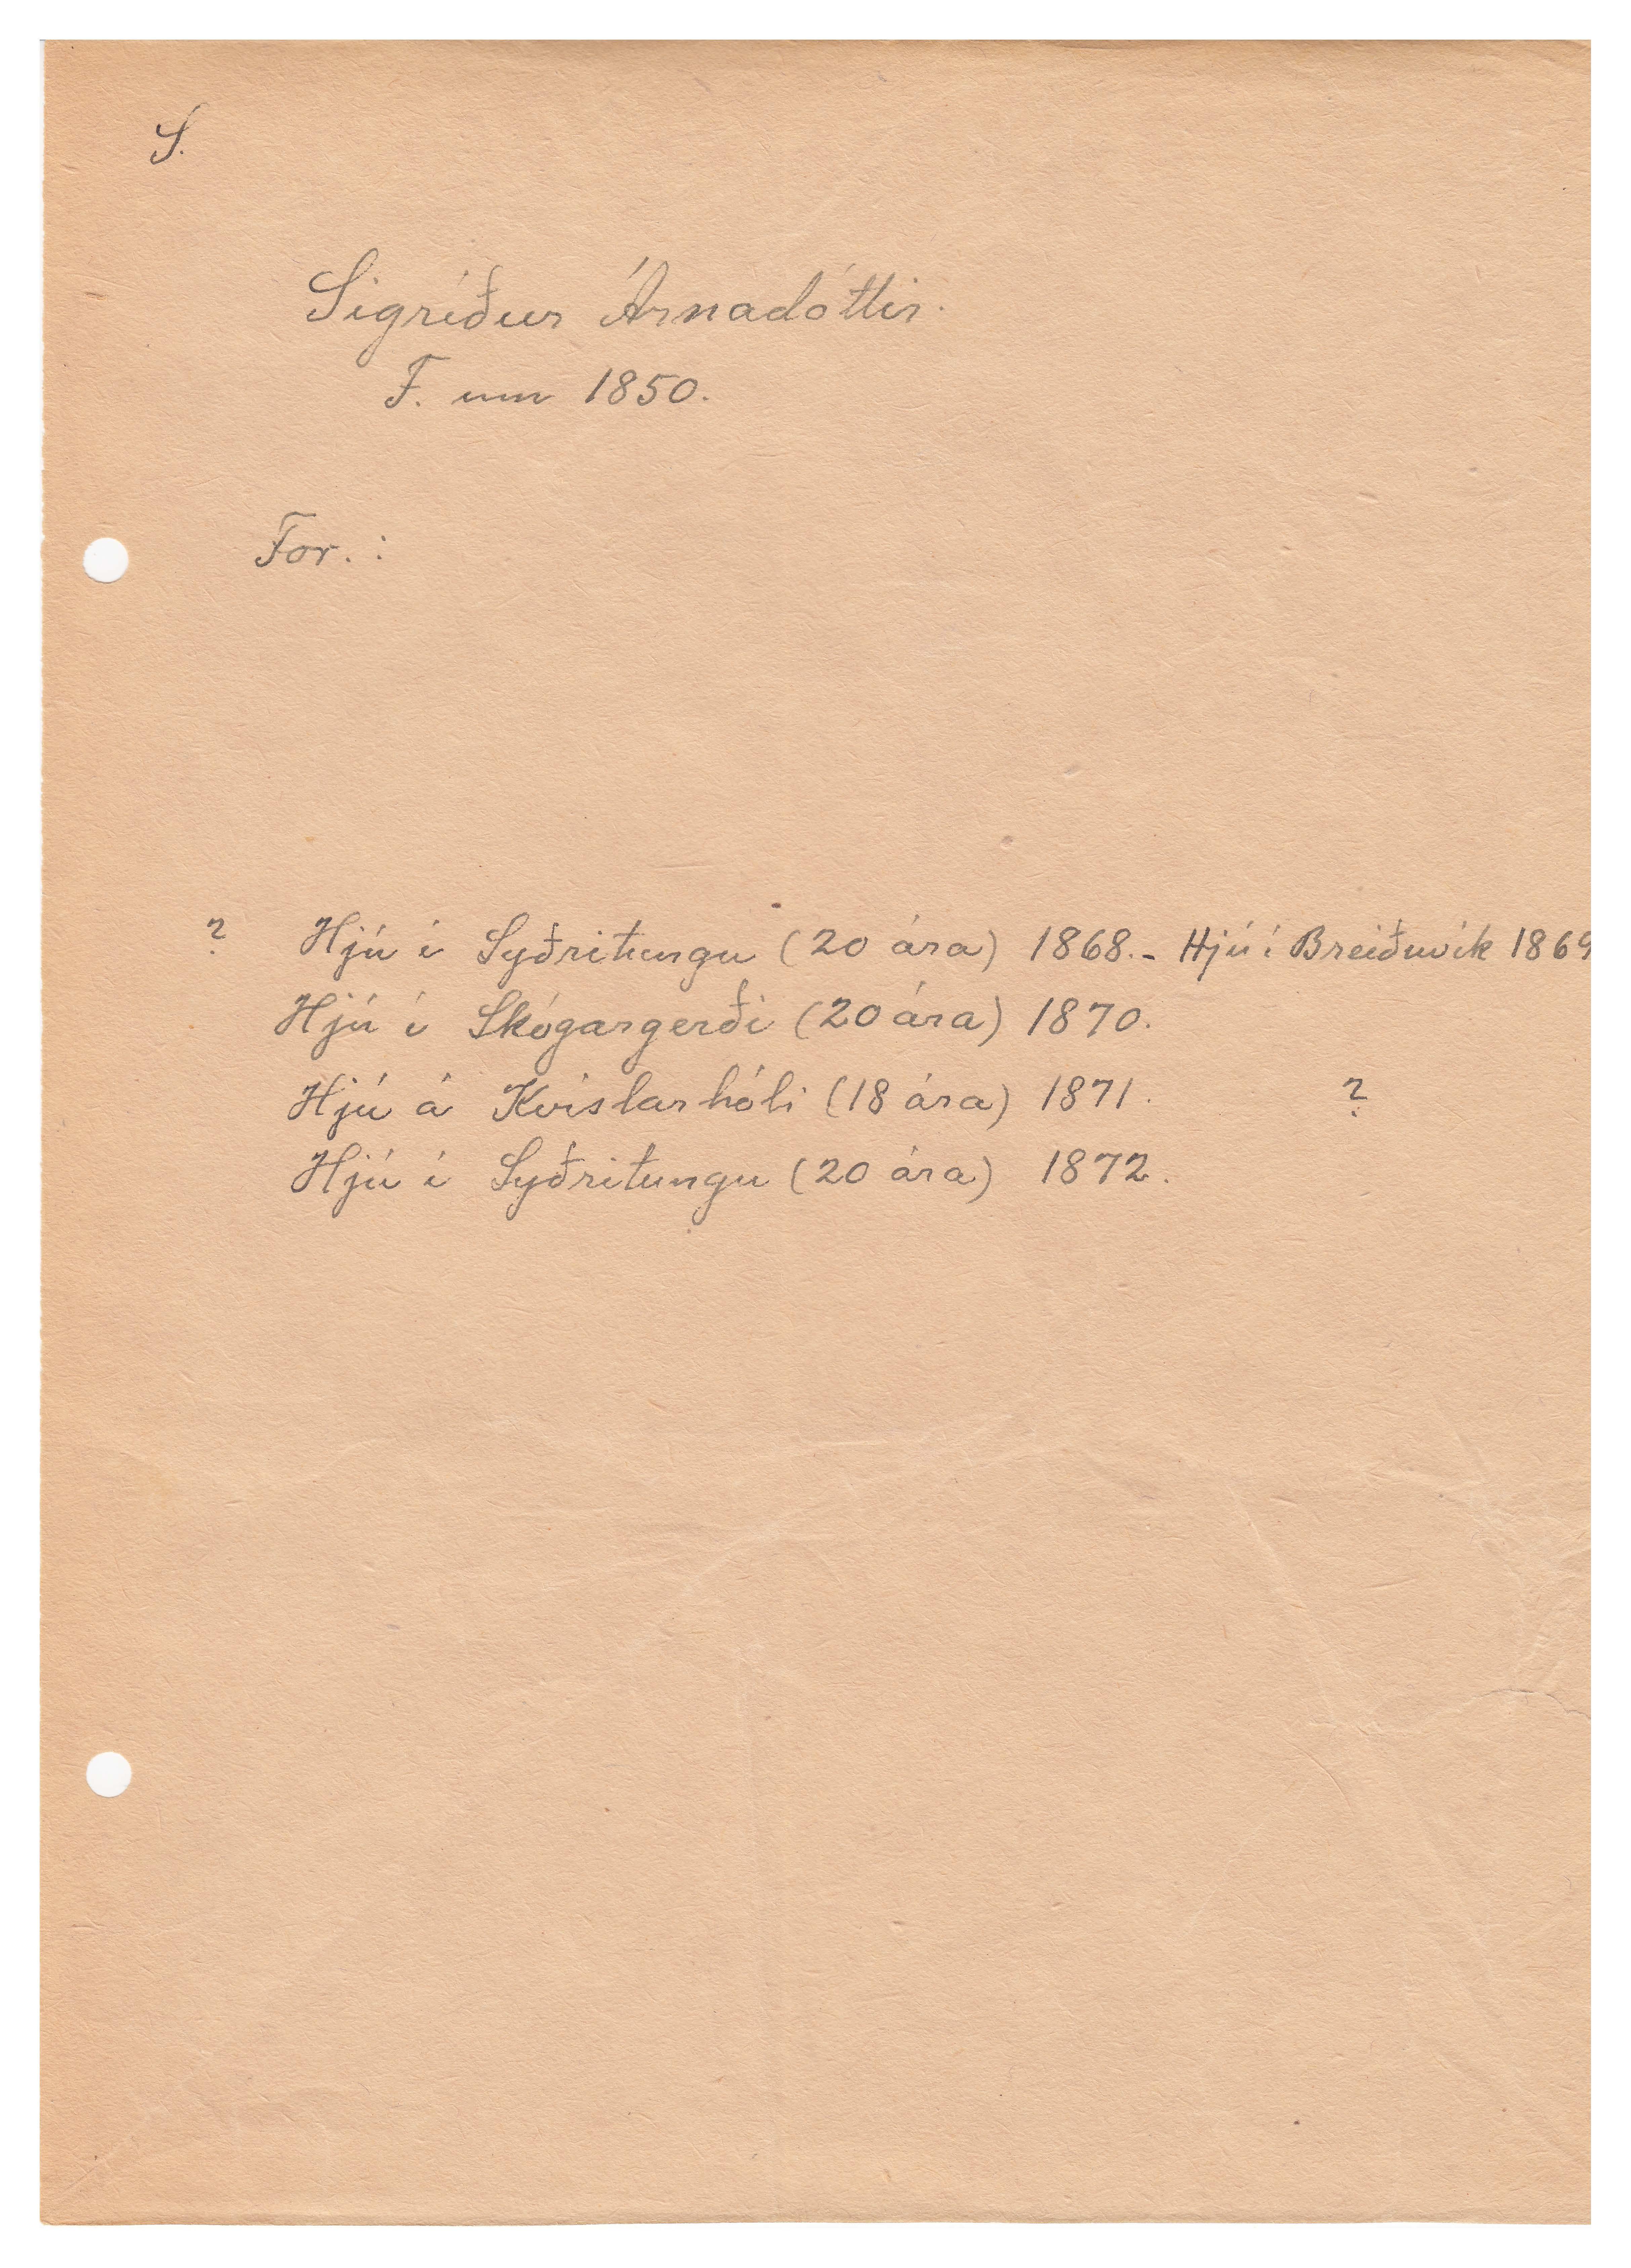 S.
Sigríður Árnadóttir.
F. um 1850.
For. :
? Hjú í Syðritungu (20 ára) 1868. - Hjú í Breiðuvík 1869
Hjú í Skógargerði (20 ára) 1870.
Hjú á Kvíslarhóli (18 ára) 1871. ?
Hjú í Syðritungu (20 ára) 1872.